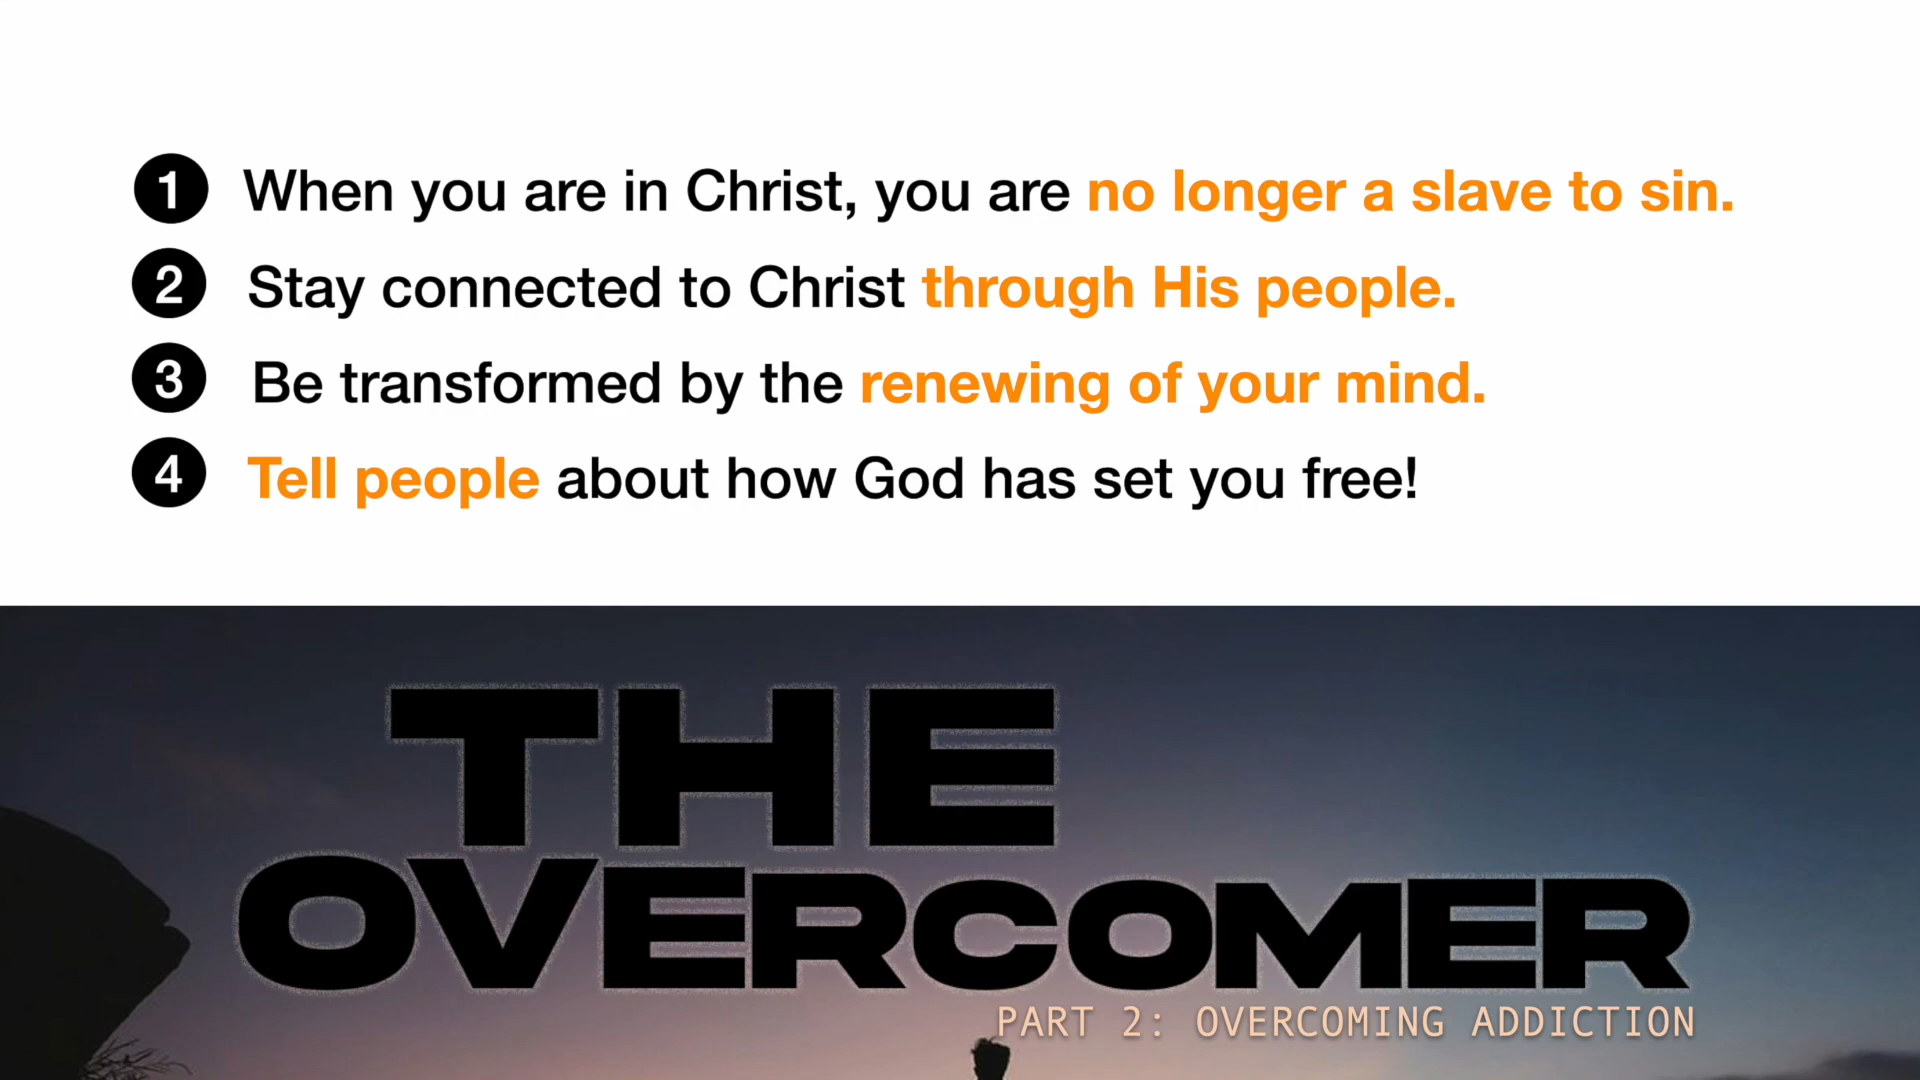 1 When you are in Christ, you are no longer a slave to sin.
2 Stay connected to Christ through His people.
3 Be transformed by the renewing of your mind.
4 Tell people about how God has set you free!
THE
OVERCOMER
PART 2: OVERCOMING ADDICTION